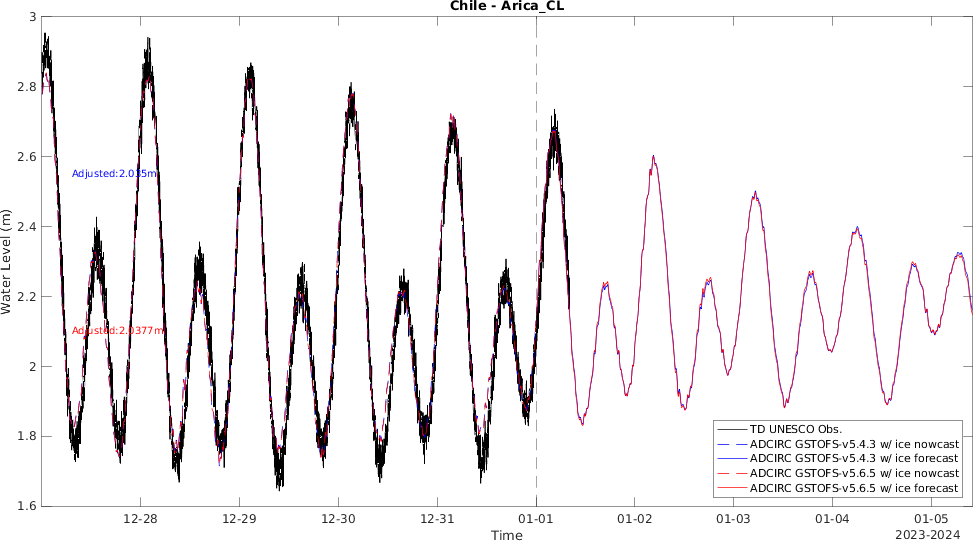 Chile - Arica_CL
3
2.8
2.6
2.4
2.2
2
1.8
1.6
Water Level (m)
Adjusted:2.035m
Adjusted:2.0377m
TD UNESCO Obs.
ADCIRC GSTOFS-v5.4.3 w/ ice nowcast
ADCIRC GSTOFS-v5.4.3 w/ ice forecast
ADCIRC GSTOFS-v5.6.5 w/ ice nowcast
ADCIRC GSTOFS-v5.6.5 w/ ice forecast
12-28 12-29 12-30 12-31 01-01 01-02 01-03 01-04 01-05
Time
2023-2024